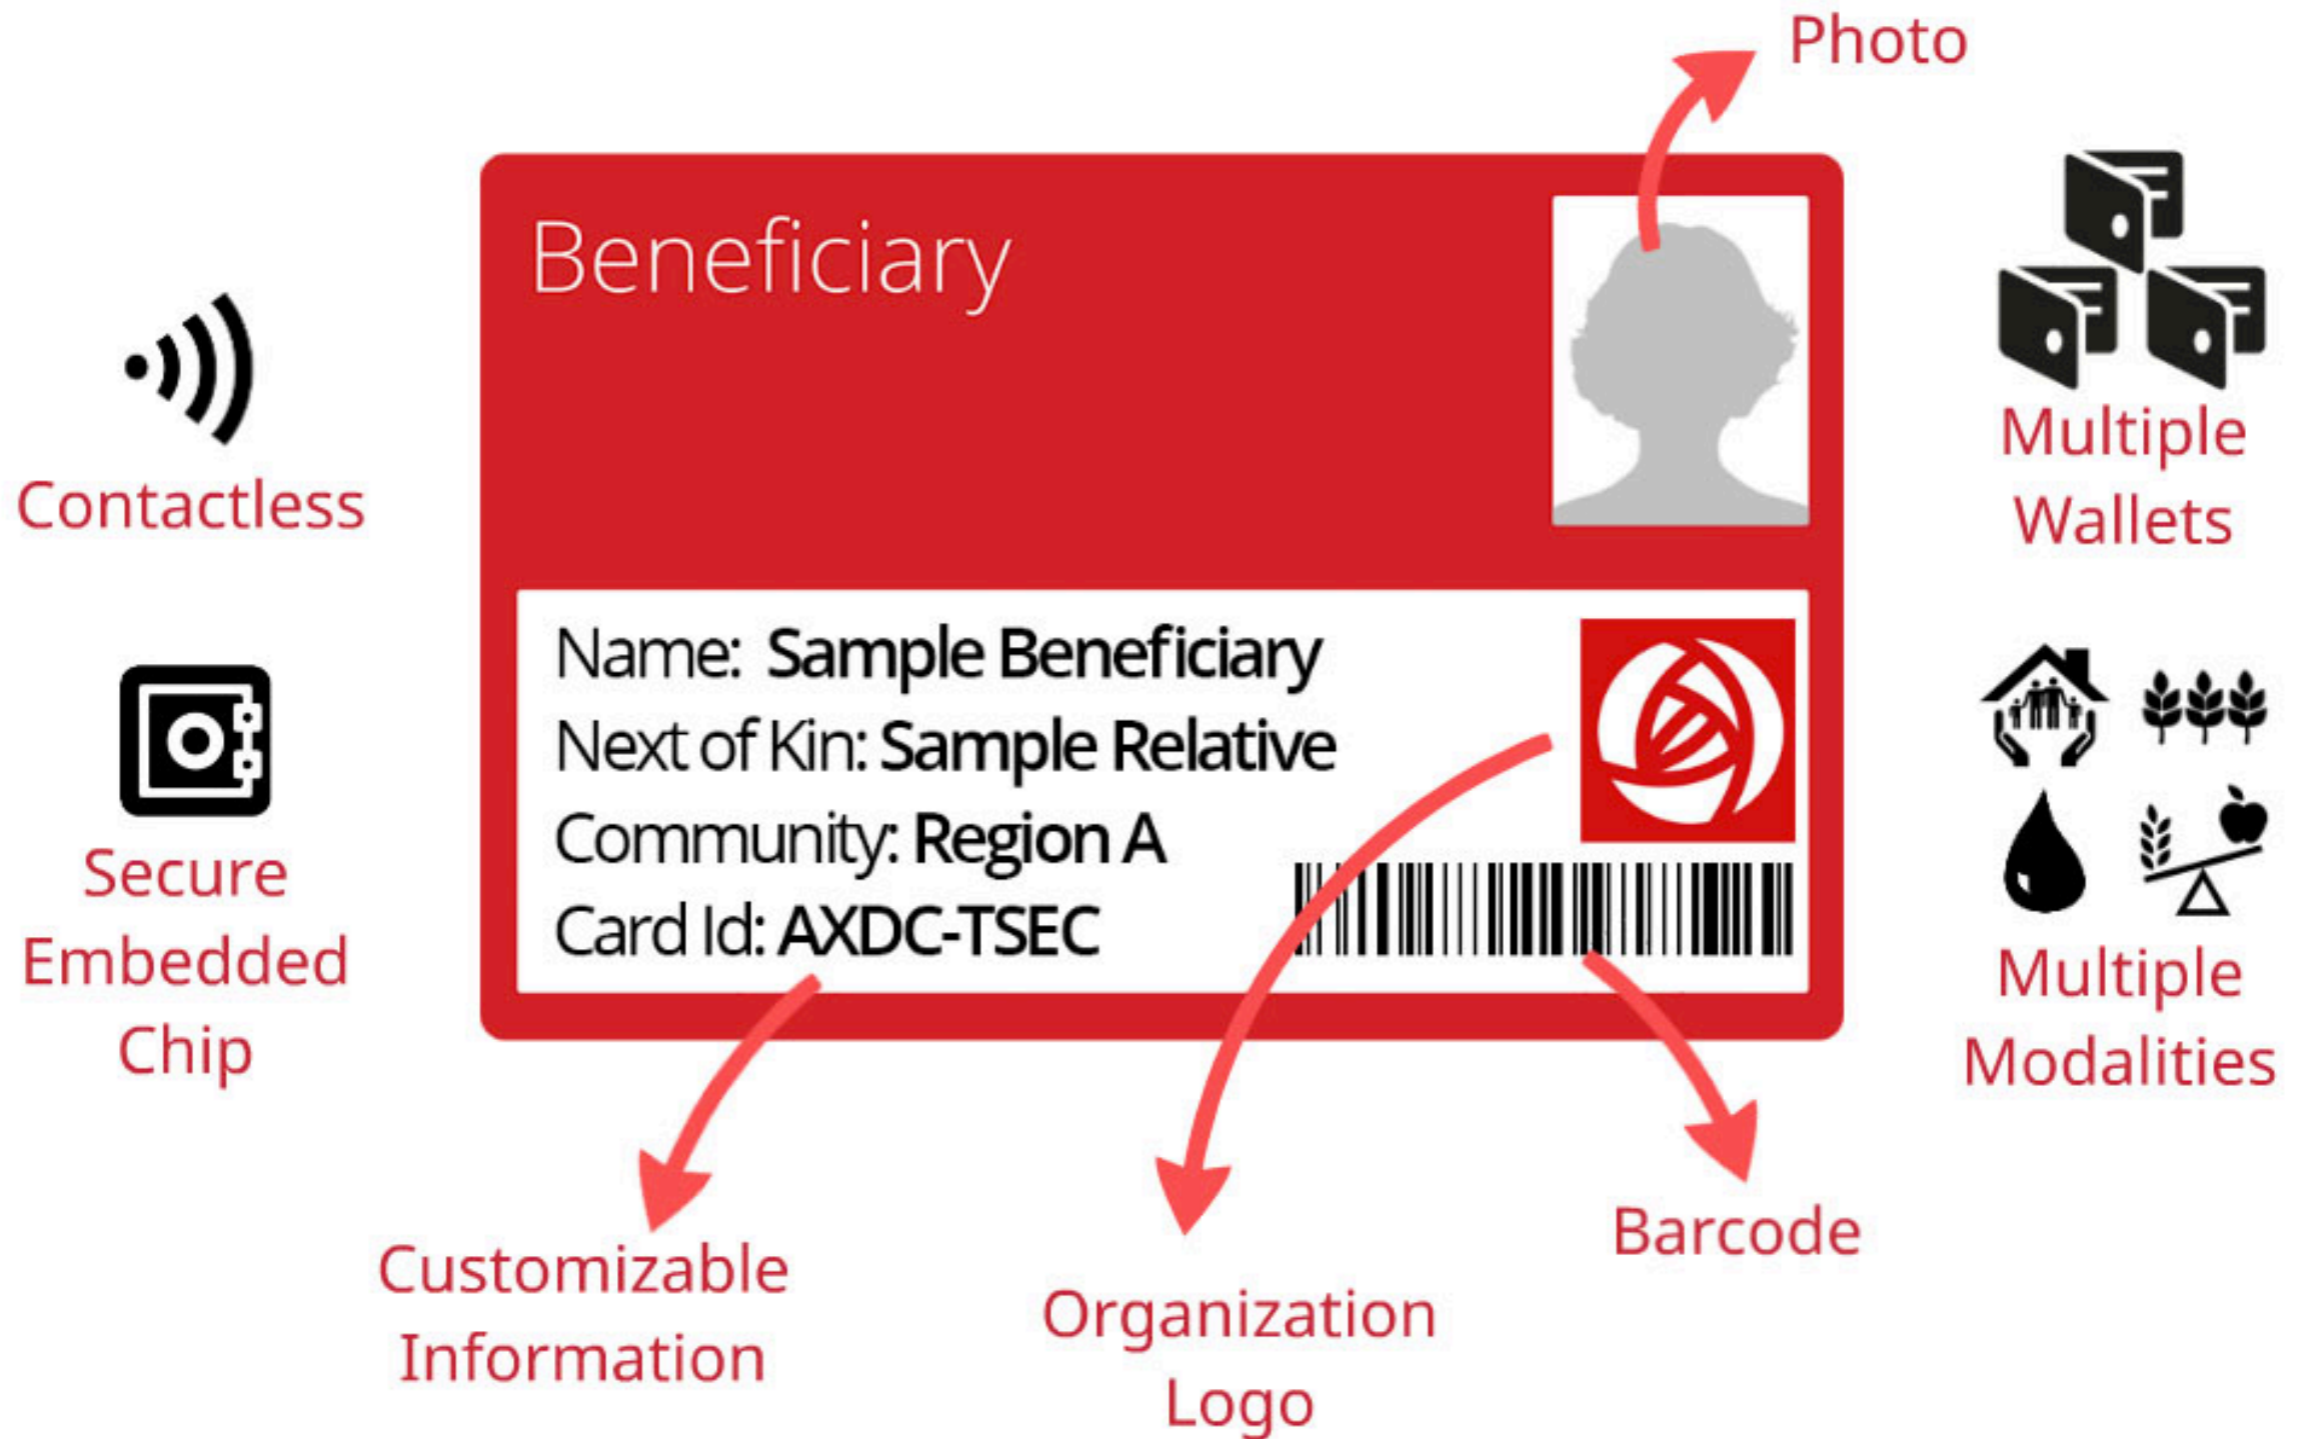 Photo
Beneficiary
Contactless
Multiple
Wallets
Name: Sample Beneficiary
Next of Kin: Sample Relative
Community: Region A
Card Id: AXDC-TSEC
Secure
Embedded
Chip
Multiple
Modalities
Customizable
Information
Organization
Logo
Barcode